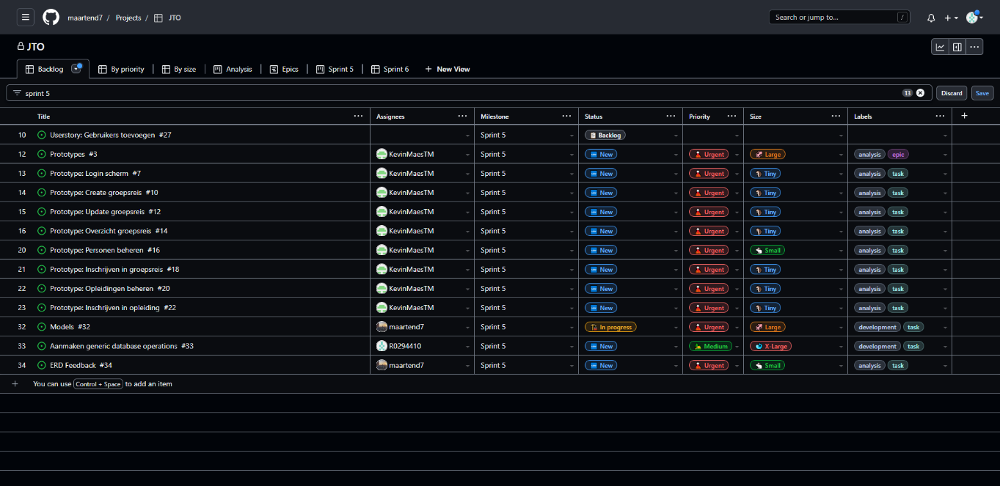 maartend7 / Projects / JTO Search or jump to... /
JTO
Backlog By priority By size Analysis Epics Sprint 5 Sprint 6 + New View
sprint 5 13 Discard Save
Title Assignees Milestone Status Priority Size Labels
10 Userstory: Gebruikers toevoegen #27 Sprint 5 Backlog
12 Prototypes #3 KevinMaesTM Sprint 5 New Urgent Large analysis epic
13 Prototype: Login scherm #7 KevinMaesTM Sprint 5 New Urgent Tiny analysis task
14 Prototype: Create groepsreis #10 KevinMaesTM Sprint 5 New Urgent Tiny analysis task
15 Prototype: Update groepsreis #12 KevinMaesTM Sprint 5 New Urgent Tiny analysis task
16 Prototype: Overzicht groepsreis #14 KevinMaesTM Sprint 5 New Urgent Tiny analysis task
20 Prototype: Personen beheren #16 KevinMaesTM Sprint 5 New Urgent Small analysis task
21 Prototype: Inschrijven in groepsreis #18 KevinMaesTM Sprint 5 New Urgent Tiny analysis task
22 Prototype: Opleidingen beheren #20 KevinMaesTM Sprint 5 New Urgent Tiny analysis task
23 Prototype: Inschrijven in opleiding #22 KevinMaesTM Sprint 5 New Urgent Tiny analysis task
32 Models #32 maartend7 Sprint 5 In progress Urgent Large development task
33 Aanmaken generic database operations #33 R0294410 Sprint 5 New Medium X-Large development task
34 ERD Feedback #34 maartend7 Sprint 5 New Urgent Small analysis task
+ You can use Control + Space to add an item